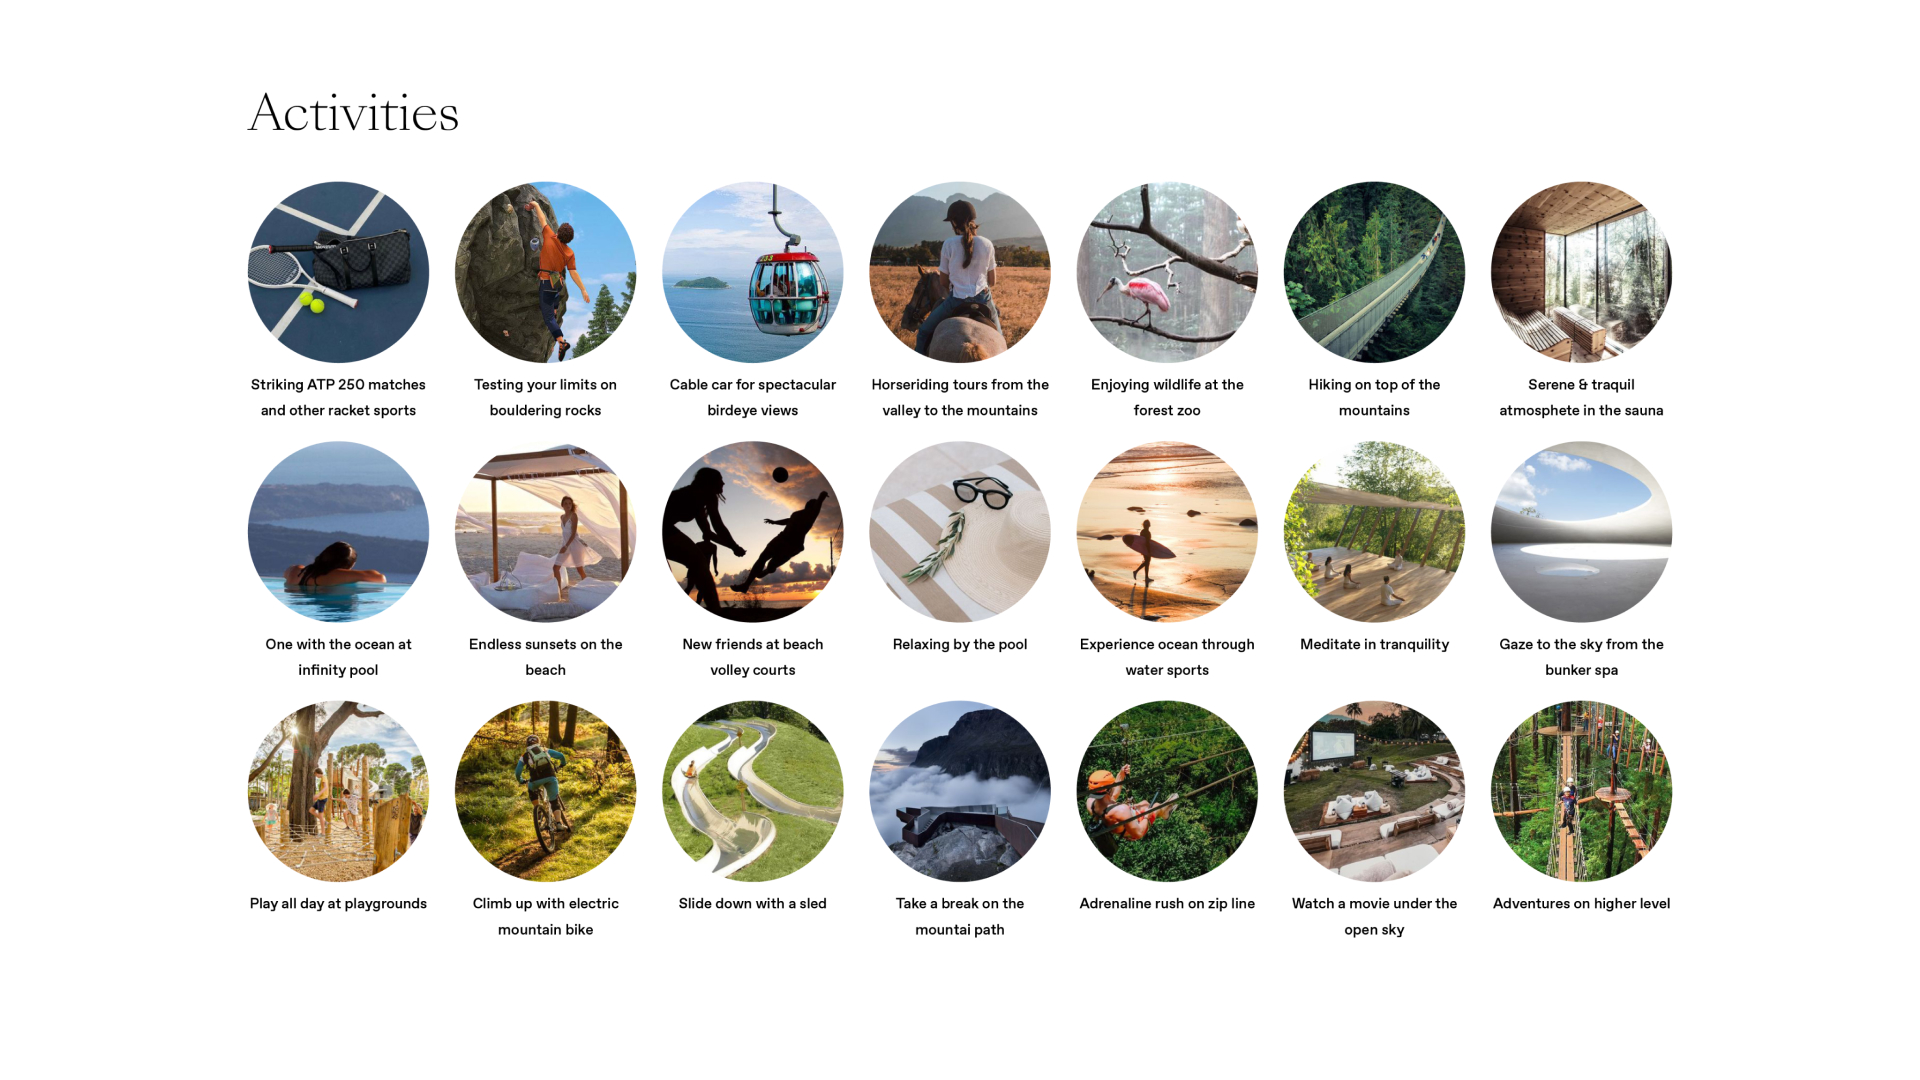 Activities
Striking ATP 250 matches
and other racket sports
Testing your limits on
bouldering rocks
Cable car for spectacular
birdeye views
Horseriding tours from the
valley to the mountains
Enjoying wildlife at the
forest zoo
Hiking on top of the
mountains
Serene & traquil
atmosphete in the sauna
One with the ocean at
infinity pool
Endless sunsets on the
beach
New friends at beach
volley courts
Relaxing by the pool
Experience ocean through
water sports
Meditate in tranquility
Gaze to the sky from the
bunker spa
Play all day at playgrounds
Climb up with electric
mountain bike
Slide down with a sled
Take a break on the
mountai path
Adrenaline rush on zip line
Watch a movie under the
open sky
Adventures on higher level